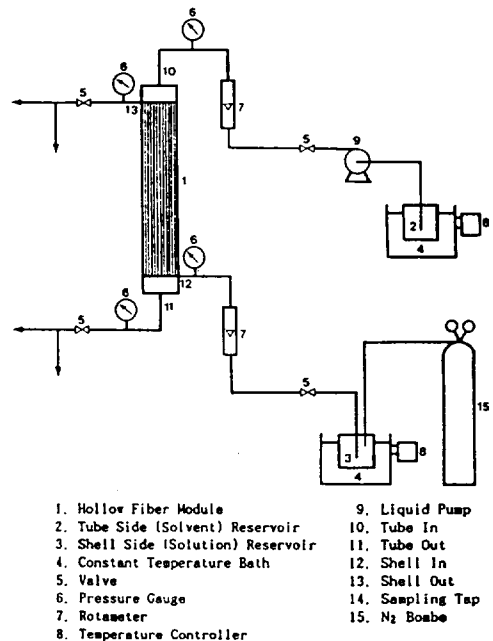 6
10
6
5
13
7
5
9
1
2
8
4
6
12
6
11
5
7
5
3
8
4
15
1. Hollow Fiber Module
2. Tube Side (Solvent) Reservoir
3. Shell Side (Solution) Reservoir
4. Constant Temperature Bath
5. Valve
6. Pressure Gauge
7. Rotameter
8. Temperature Controller
9. Liquid Pump
10. Tube In
11. Tube Out
12. Shell In
13. Shell Out
14. Sampling Tap
15. N₂ Bombe